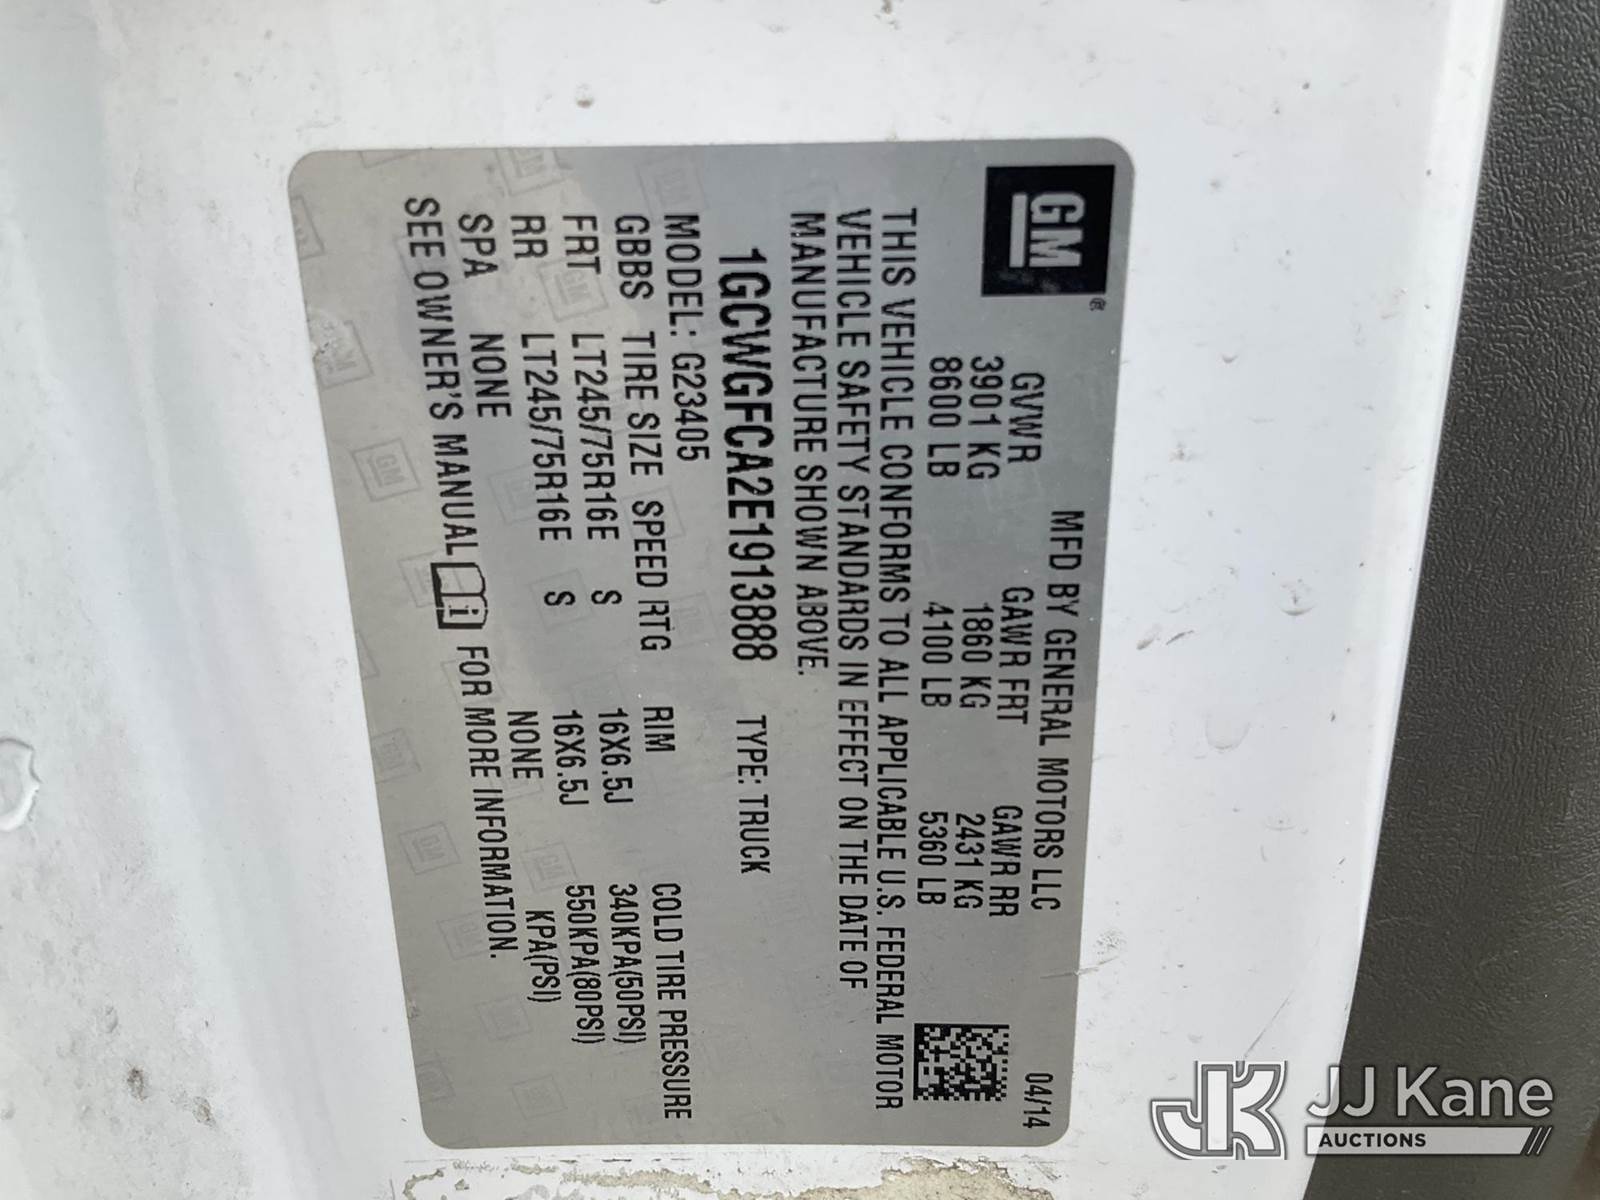 GM®
MFD BY GENERAL MOTORS LLC 04/14
GVWR GAWR FRT GAWR RR
3901 KG 1860 KG 2431 KG
8600 LB 4100 LB 5360 LB
THIS VEHICLE CONFORMS TO ALL APPLICABLE U.S. FEDERAL MOTOR
VEHICLE SAFETY STANDARDS IN EFFECT ON THE DATE OF
MANUFACTURE SHOWN ABOVE.
1GCWGFCA2E1913888 TYPE: TRUCK
MODEL: G23405
GBBS TIRE SIZE SPEED RTG RIM COLD TIRE PRESSURE
FRT LT245/75R16E S 16X6.5J 340KPA(50PSI)
RR LT245/75R16E S 16X6.5J 550KPA(80PSI)
SPA NONE NONE KPA(PSI)
SEE OWNER'S MANUAL i FOR MORE INFORMATION.
JK JJ Kane
AUCTIONS